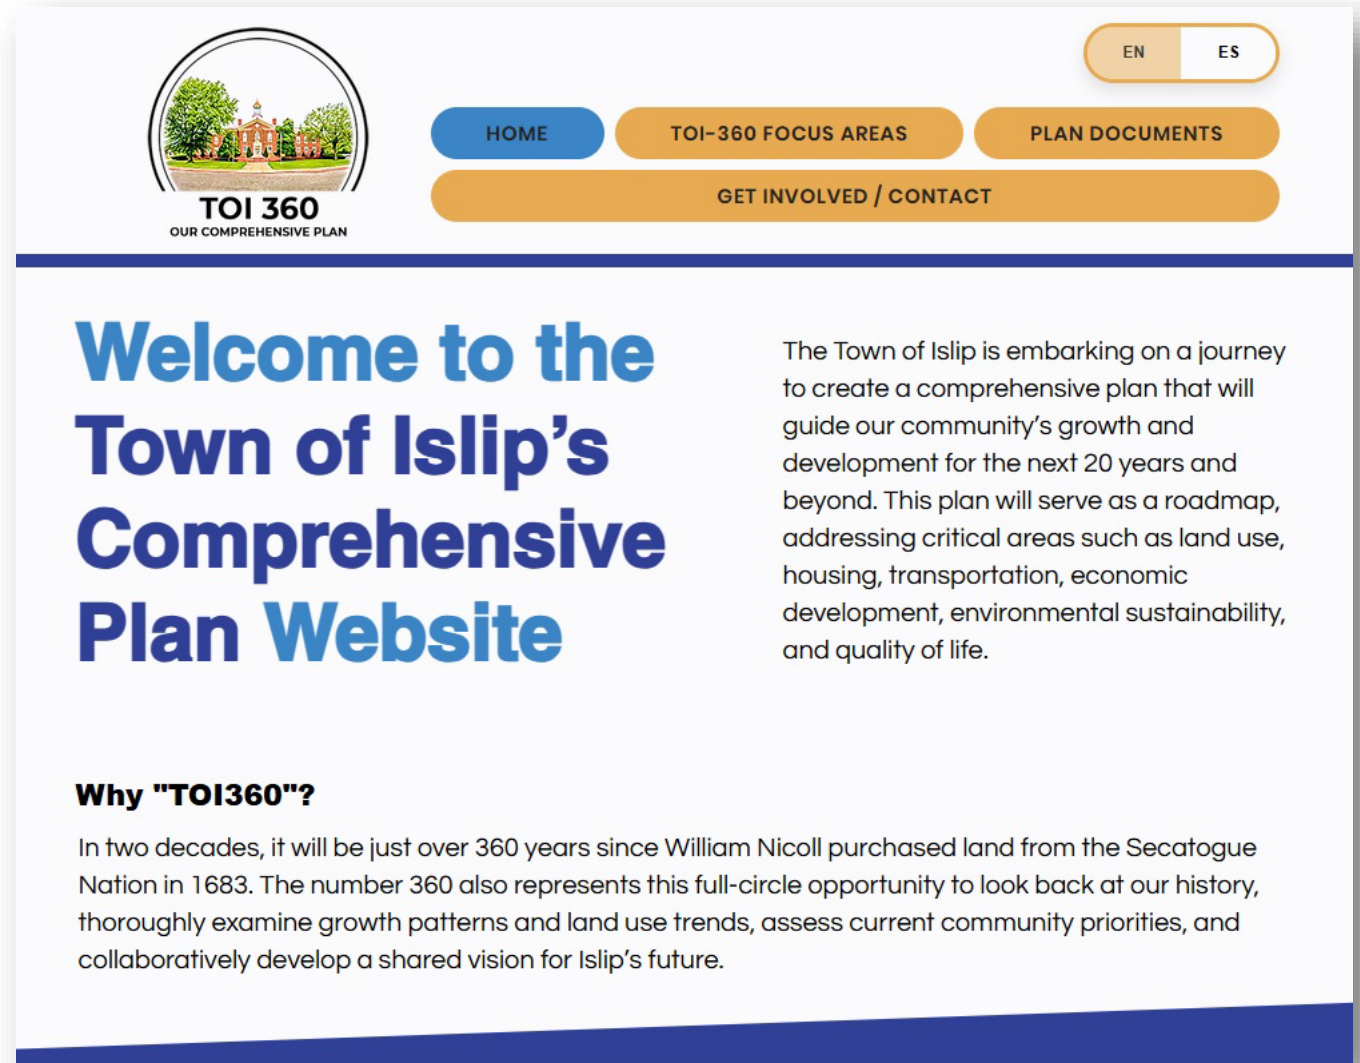 EN
ES
HOME
TOI-360 FOCUS AREAS
PLAN DOCUMENTS
GET INVOLVED / CONTACT
TOI 360
OUR COMPREHENSIVE PLAN
Welcome to the
Town of Islip’s
Comprehensive
Plan Website
The Town of Islip is embarking on a journey
to create a comprehensive plan that will
guide our community’s growth and
development for the next 20 years and
beyond. This plan will serve as a roadmap,
addressing critical areas such as land use,
housing, transportation, economic
development, environmental sustainability,
and quality of life.
Why "TOI360"?
In two decades, it will be just over 360 years since William Nicoll purchased land from the Secatogue
Nation in 1683. The number 360 also represents this full-circle opportunity to look back at our history,
thoroughly examine growth patterns and land use trends, assess current community priorities, and
collaboratively develop a shared vision for Islip’s future.